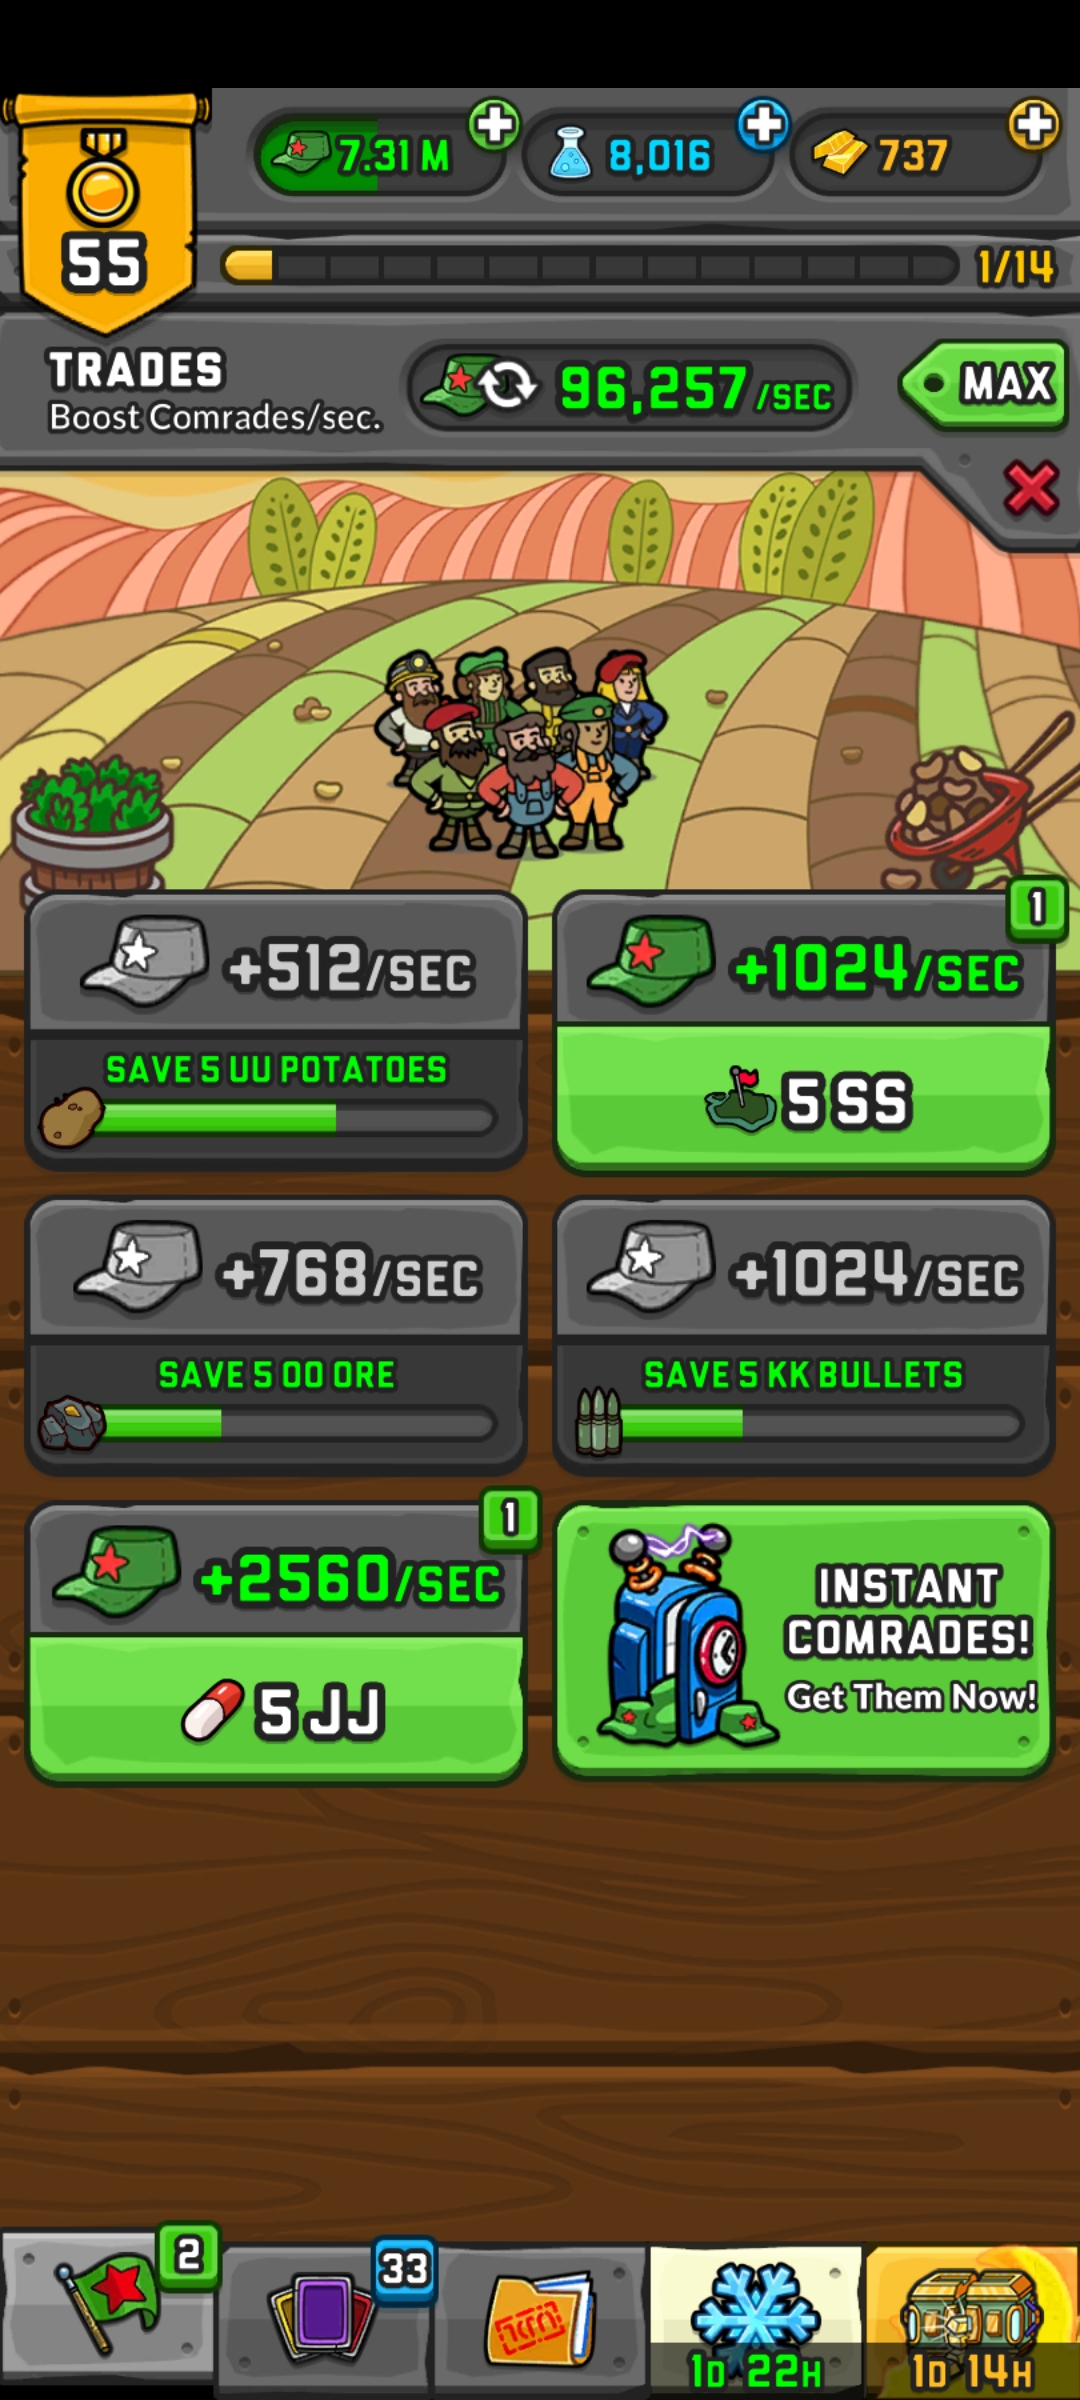 7.31 M
8,016
737
55
1/14
TRADES
Boost Comrades/sec.
96,257/SEC
MAX
+512/SEC
SAVE 5 UU POTATOES
1
+1024/SEC
5 SS
+768/SEC
SAVE 5 OO ORE
+1024/SEC
SAVE 5 KK BULLETS
1
+2560/SEC
5 JJ
INSTANT
COMRADES!
Get Them Now!
2
33
1D 22H
1D 14H